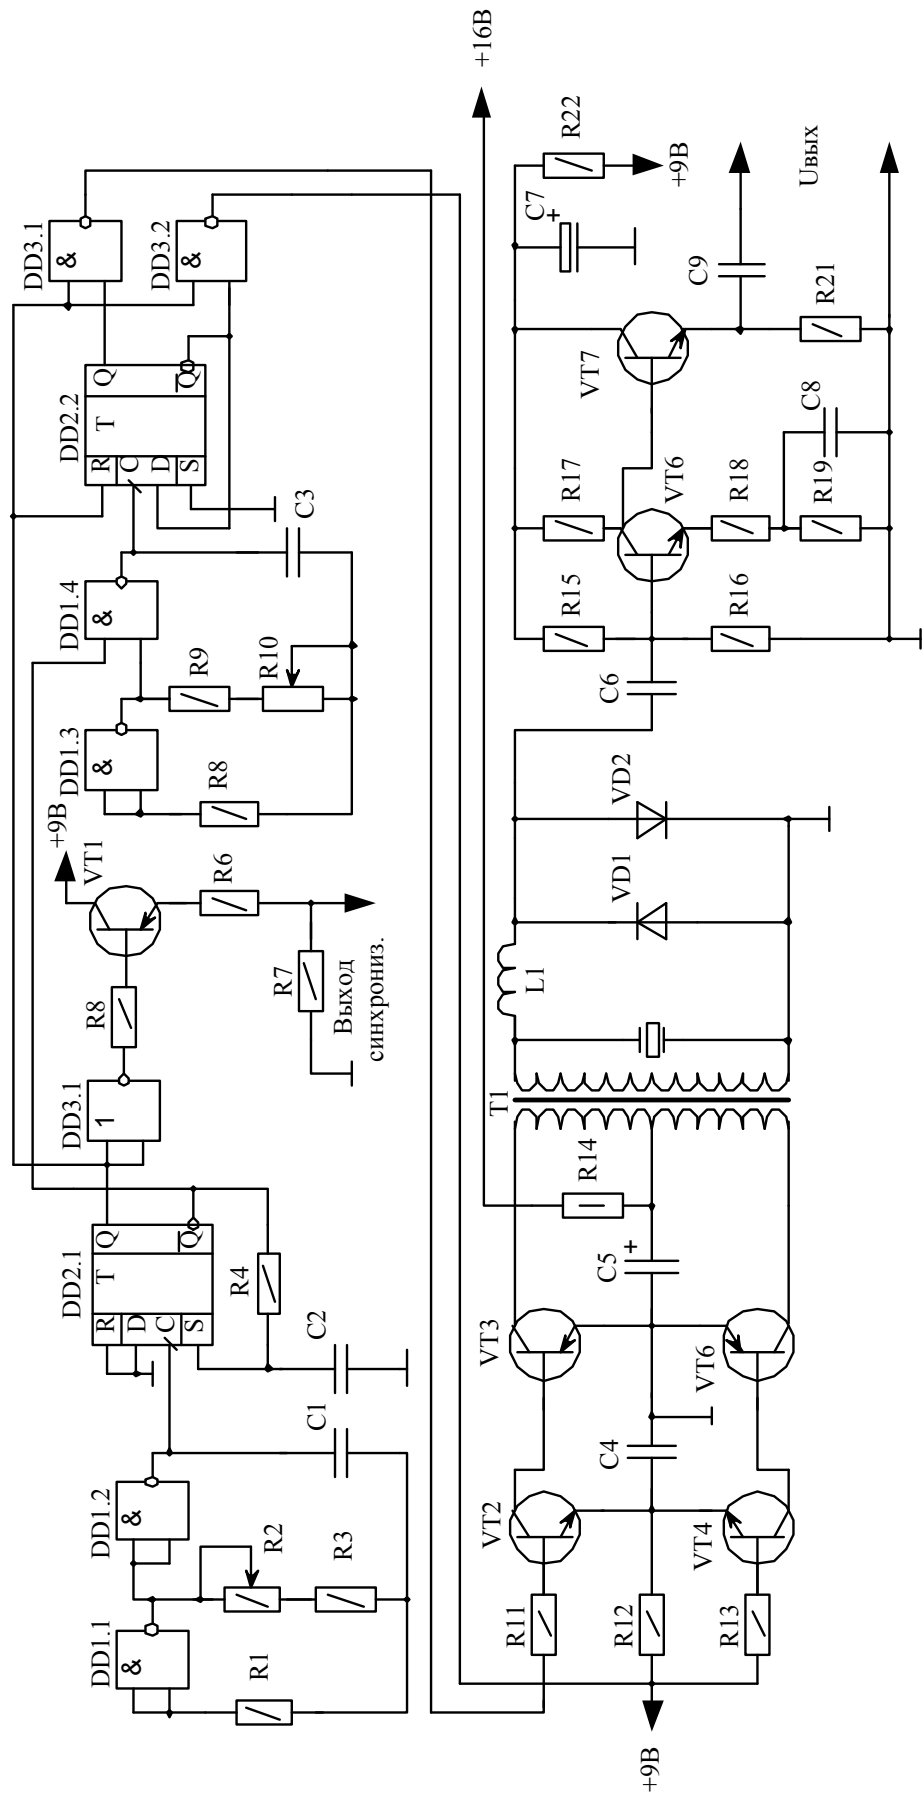 DD1.1
&
R1
DD1.2
&
R2
R3
C1
DD2.1
R
D
C
S
T
Q
Q
R4
C2
DD3.1
1
R8
VT1
+9В
R6
R7
Выход
синхрониз.
DD1.3
&
R8
DD1.4
&
R9
R10
C3
DD2.2
R
C
D
S
T
Q
Q
DD3.1
&
DD3.2
&
+16В
+9В
R11
R12
R13
VT2
VT4
C4
VT3
VT6
C5
+
R14
T1
L1
VD1
VD2
C6
R15
R16
R17
VT6
R18
R19
C8
VT7
C7
+
R22
+9В
C9
R21
Uвых